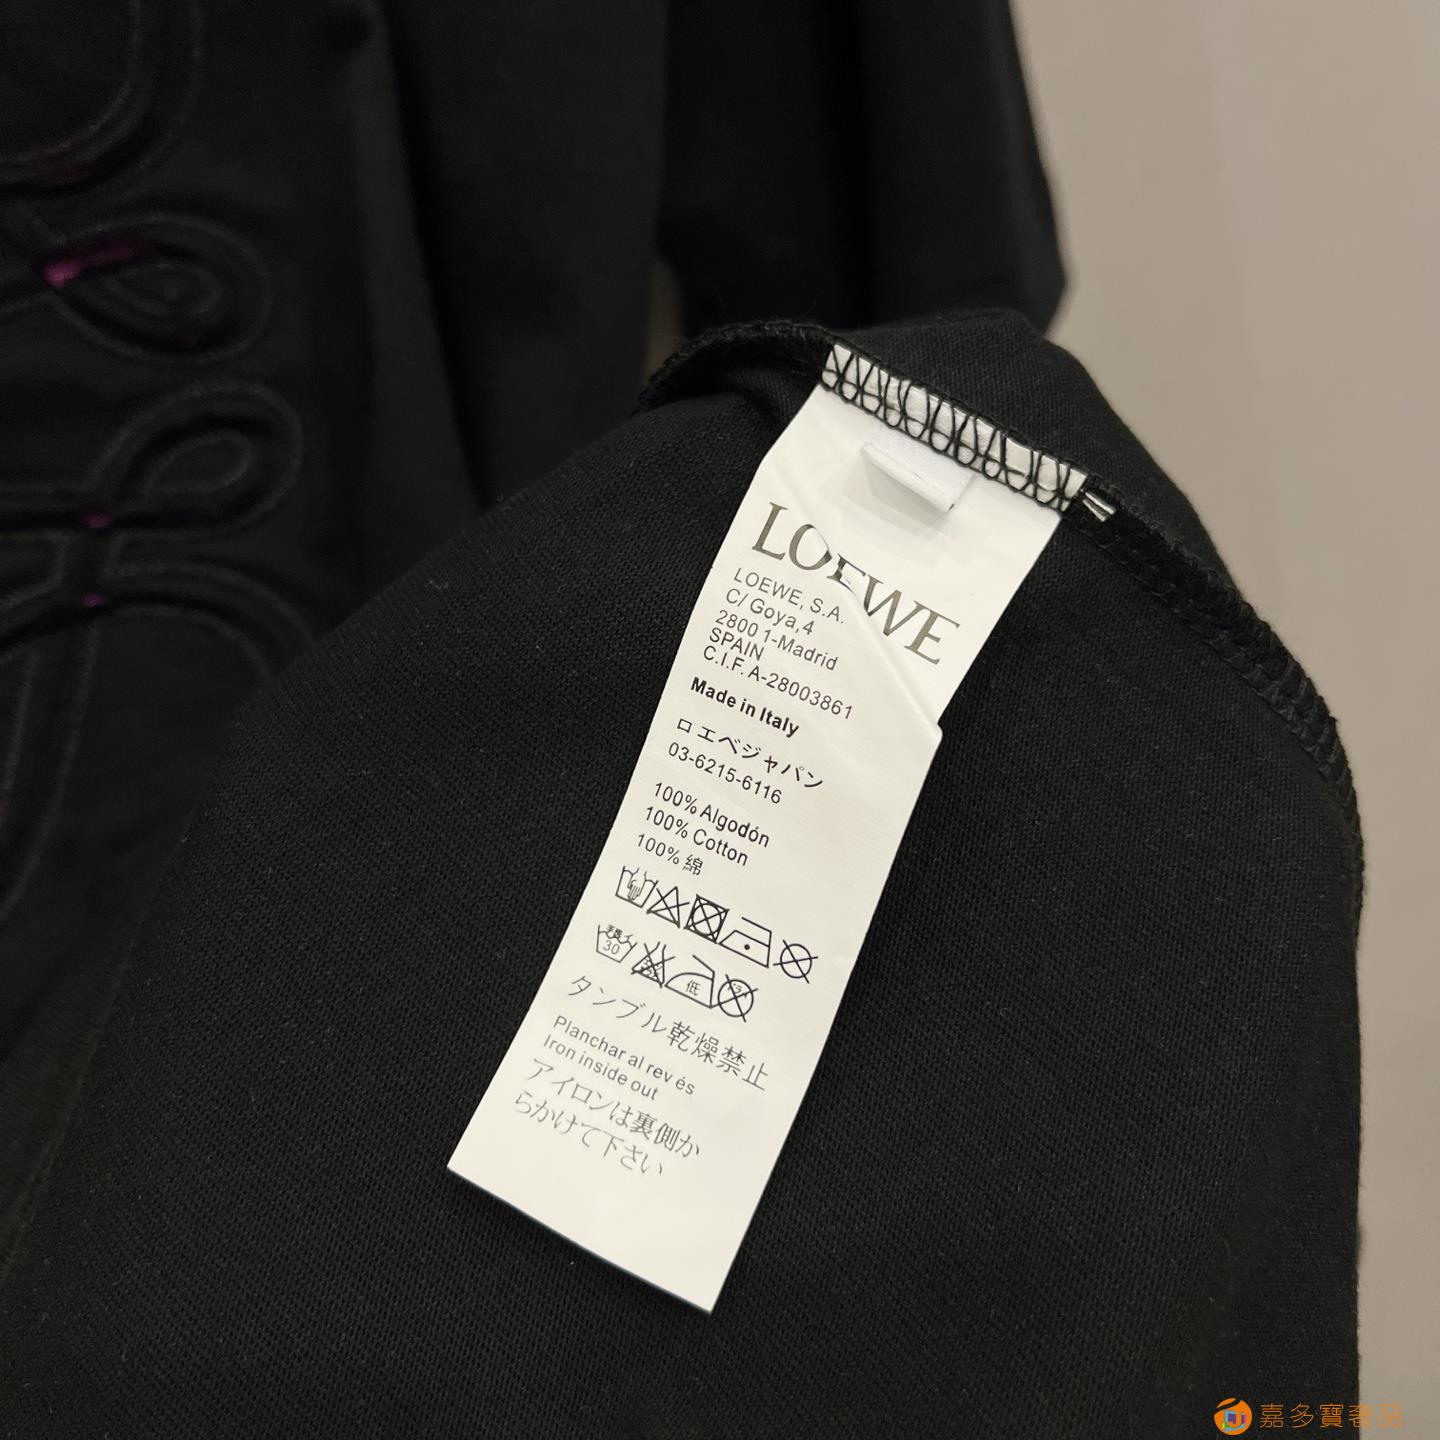 LOEWE
LOEWE, S.A.
C/ Goya,4
2800 1-Madrid
SPAIN
C.I.F. A-28003861
Made in Italy
ロエベジャパン
03-6215-6116
100% Algodón
100% Cotton
100% 綿
30
低
タンブル乾燥禁止
Planchar al rev és
Iron inside out
アイロンは裏側か
らかけて下さい
嘉多寶奢品